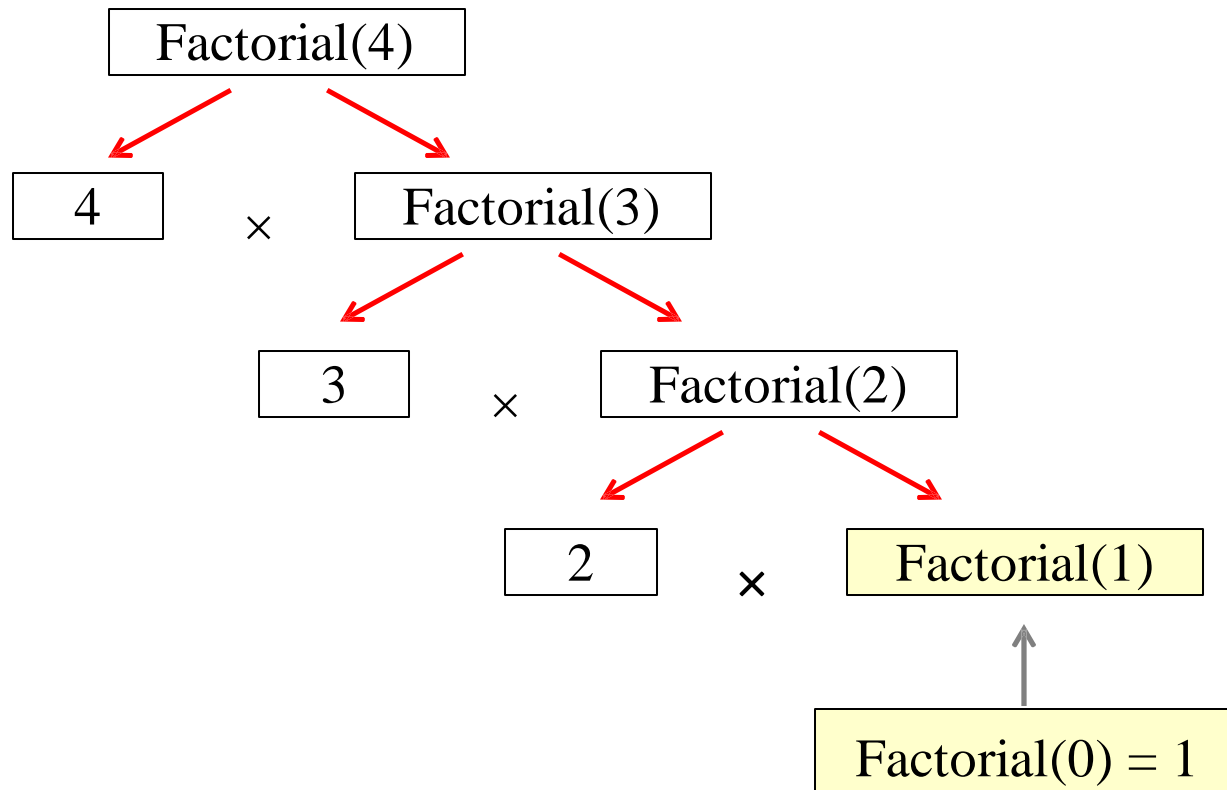 Factorial(4)
4 × Factorial(3)
3 × Factorial(2)
2 × Factorial(1)
Factorial(0) = 1